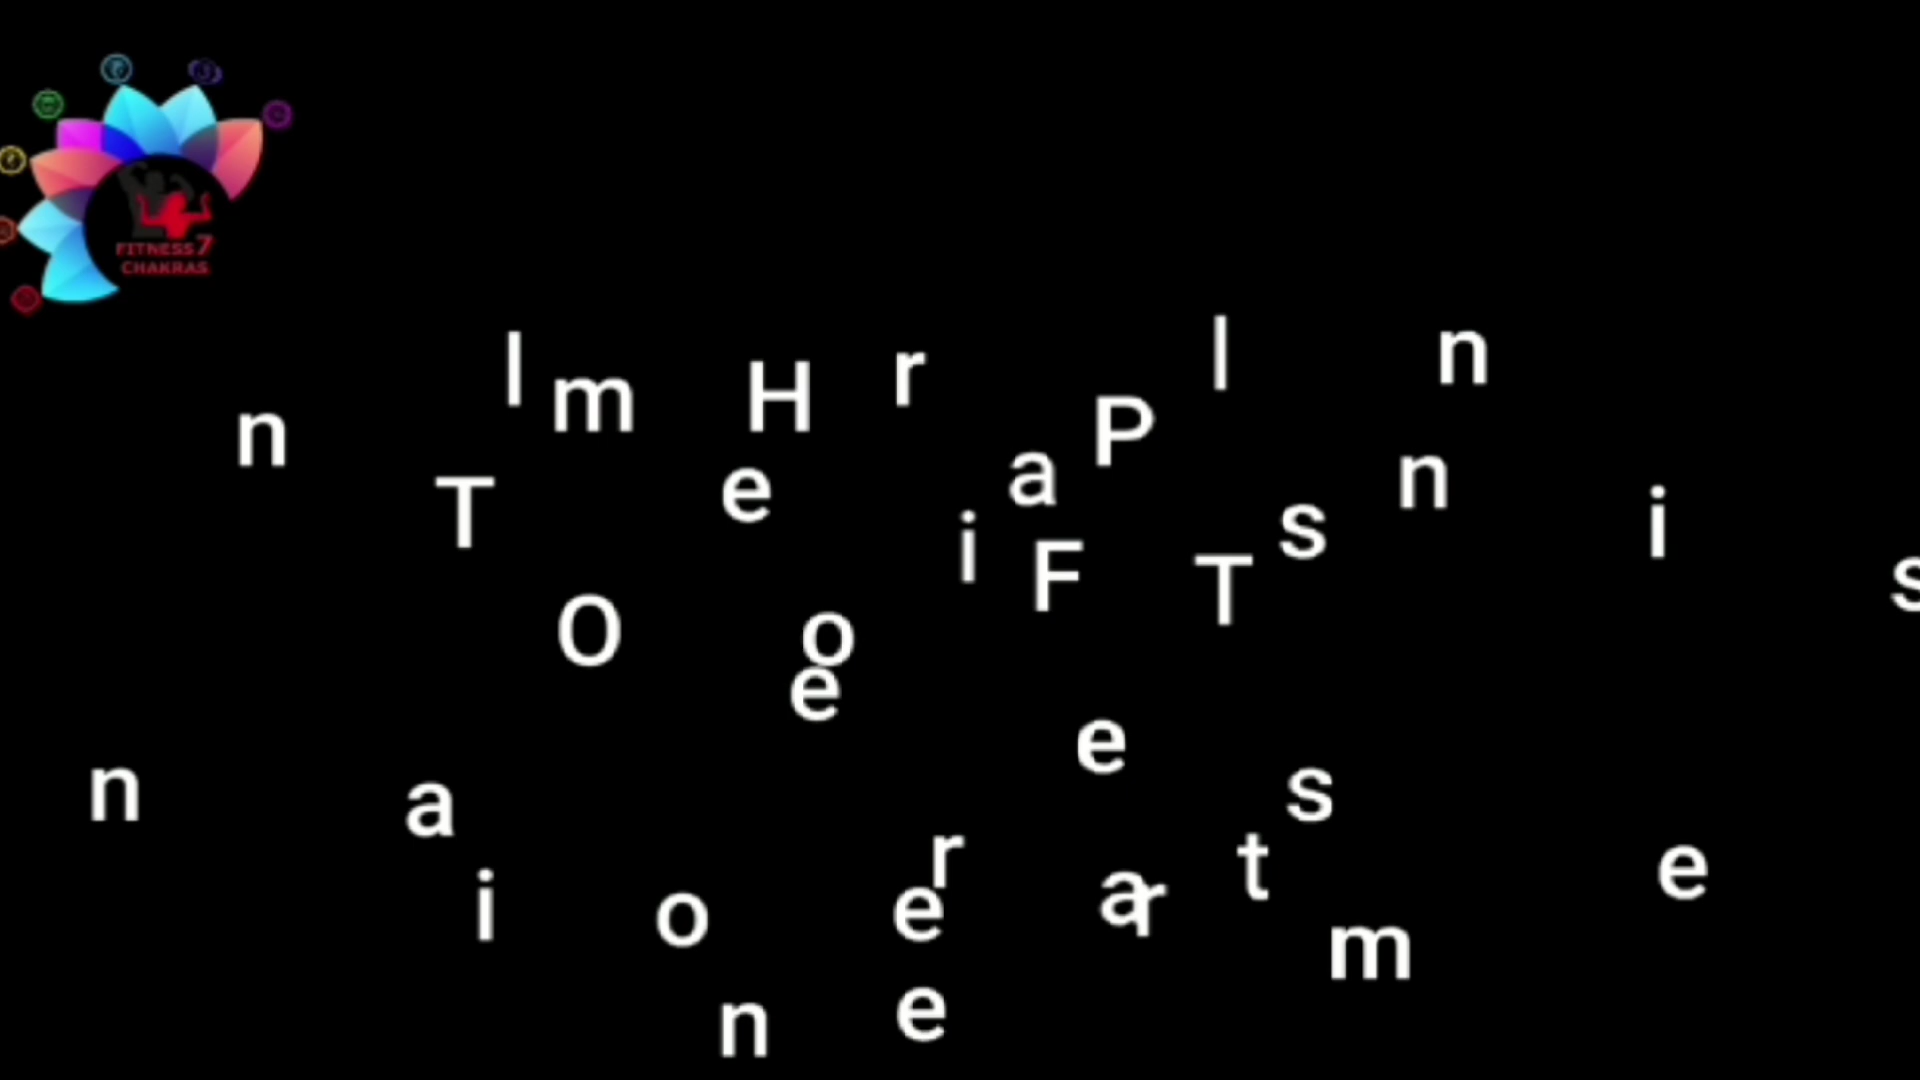 FITNESS 7
CHAKRAS
l m H r l n
n T e a P n
i F T s i s
O o
e e
n a s
i o r e a r t e
m
n e